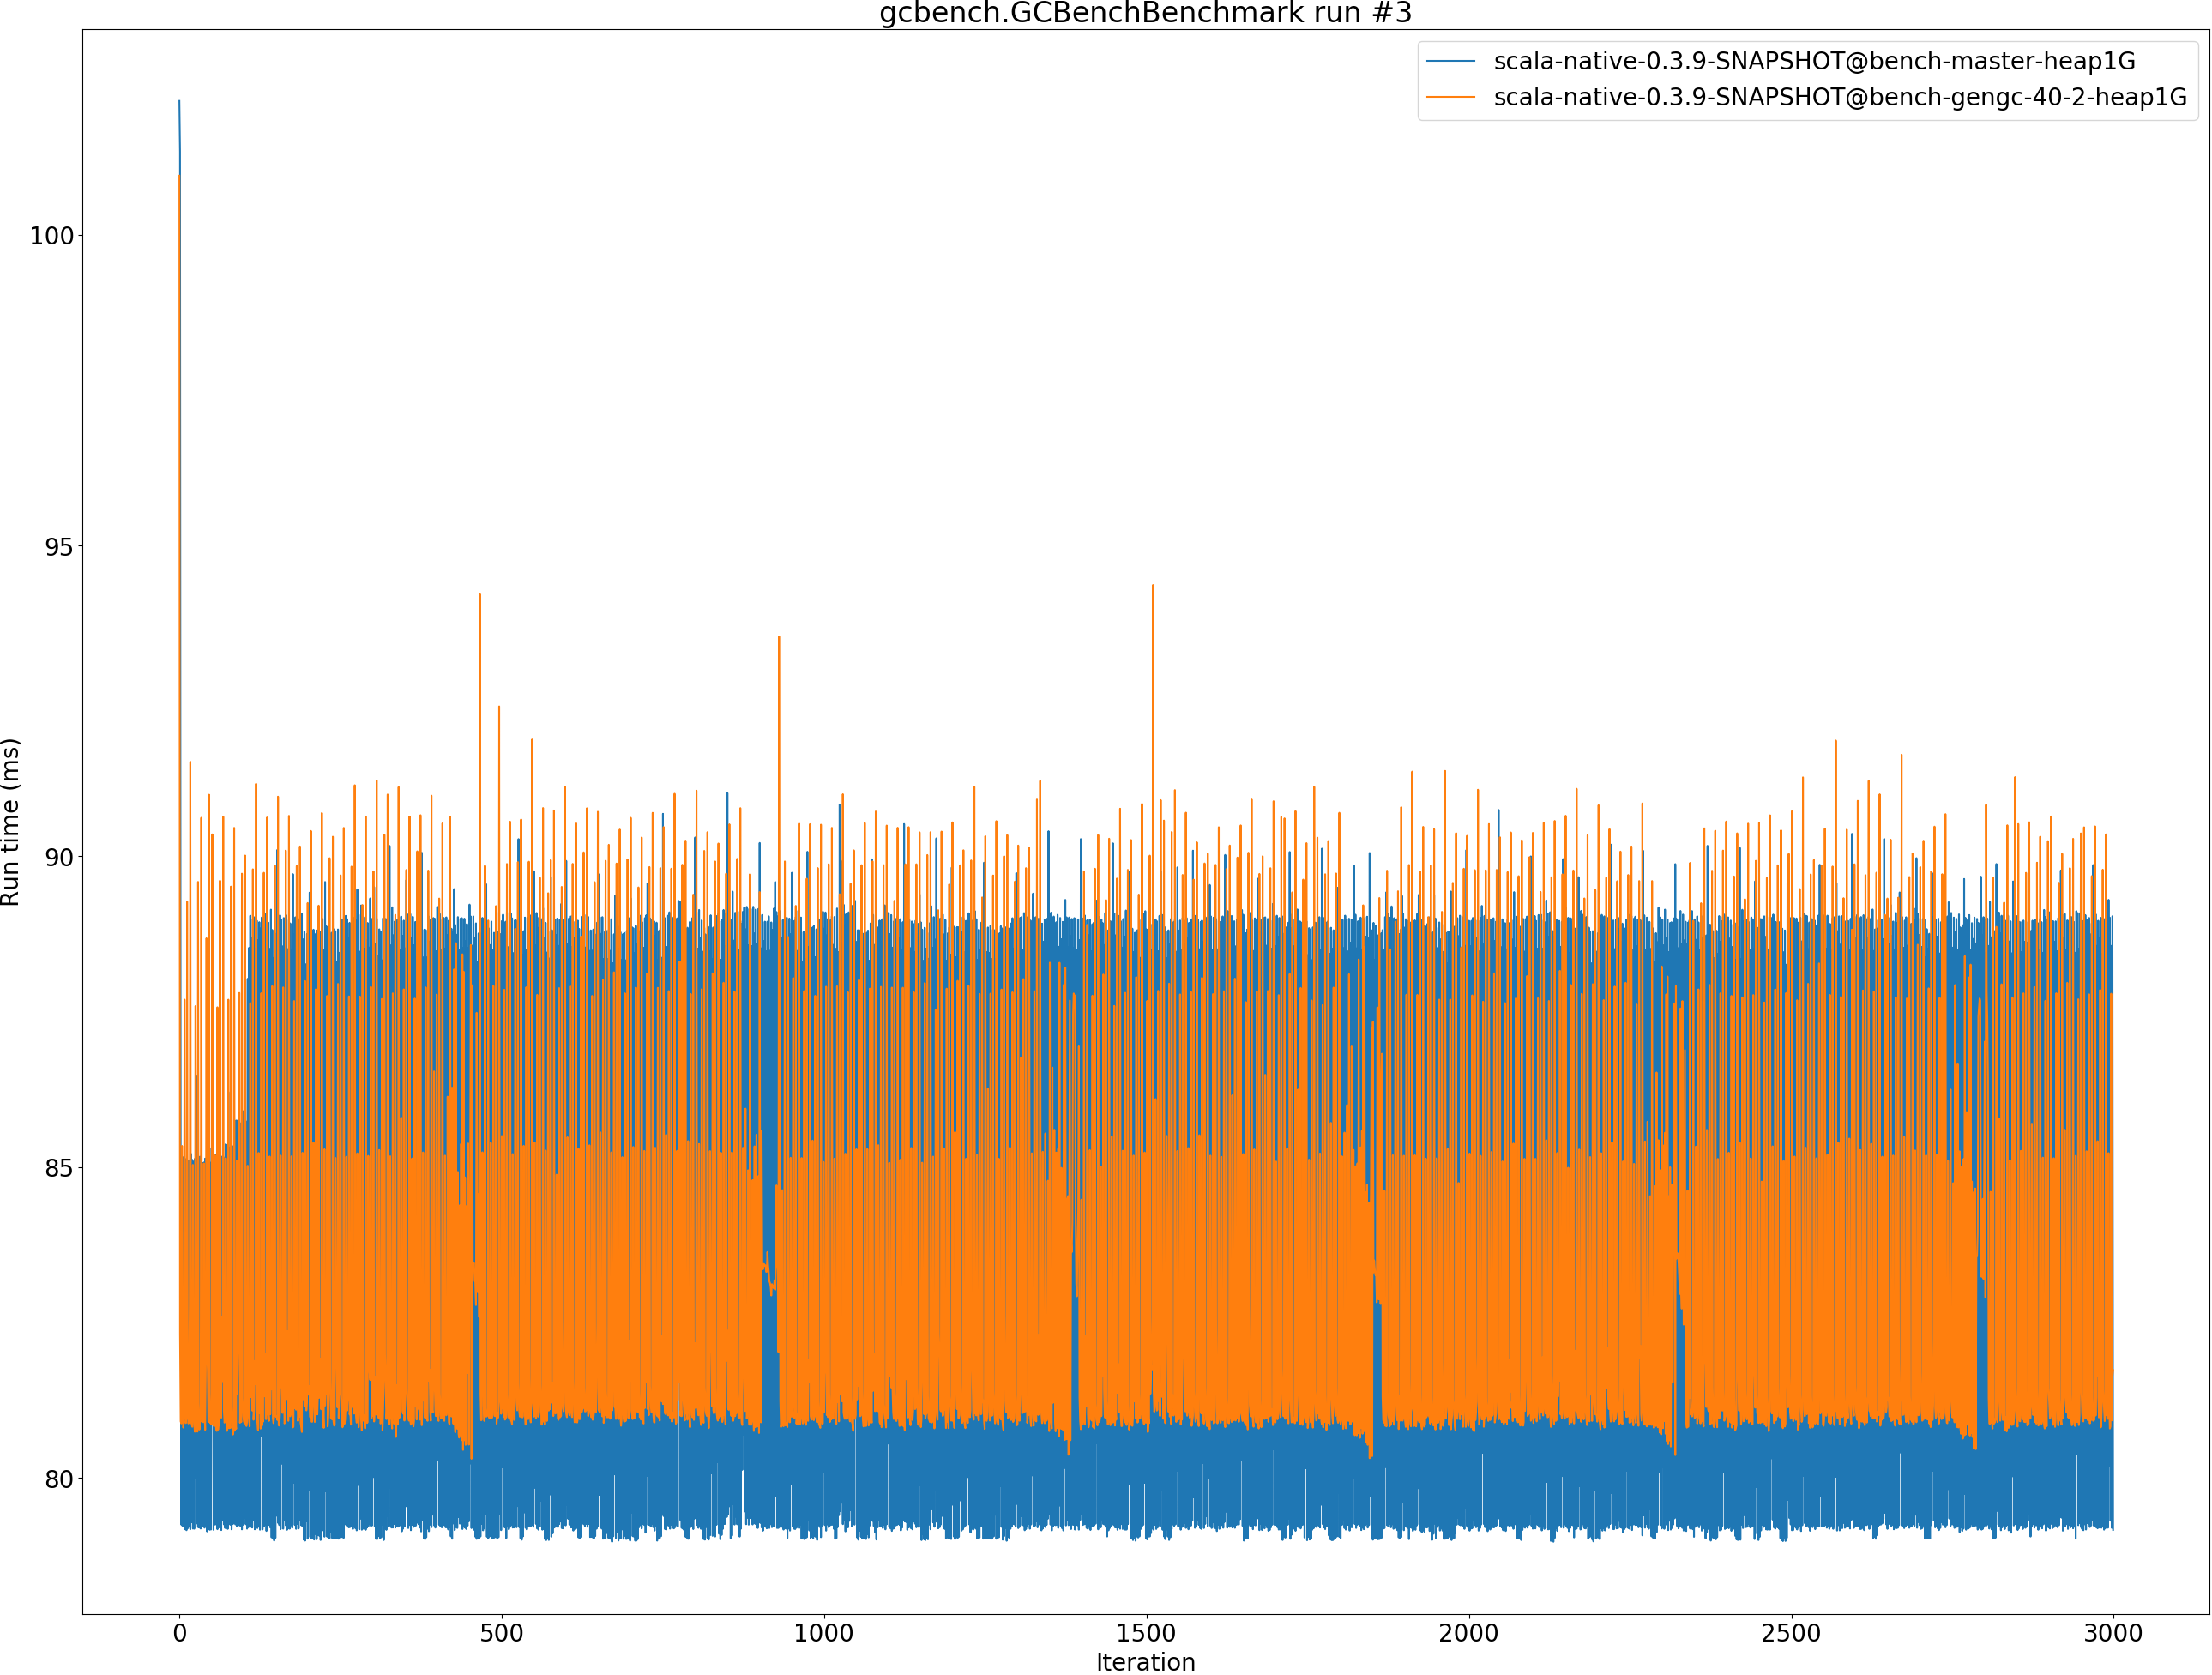 gcbench.GCBenchBenchmark run #3
scala-native-0.3.9-SNAPSHOT@bench-master-heap1G
scala-native-0.3.9-SNAPSHOT@bench-gengc-40-2-heap1G
Run time (ms)
100
95
90
85
80
0 500 1000 1500 2000 2500 3000
Iteration